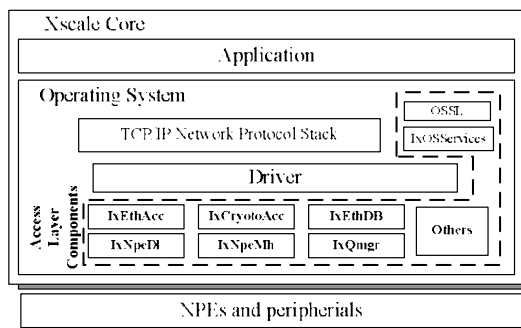 Xscale Core
Application
Operating System
OSSL
TCP/IP Network Protocol Stack
IxOSServices
Driver
Access
Layer
Components
IxEthAcc
IxCryotoAcc
IxEthDB
Others
IxNpeDl
IxNpeMh
IxQmgr
NPEs and peripherials